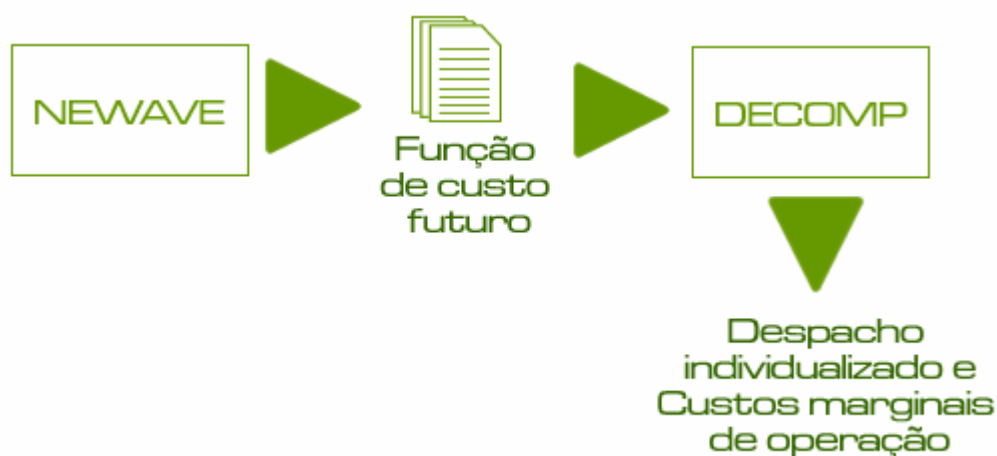 NEWAVE
Função
de custo
futuro
DECOMP
Despacho
individualizado e
Custos marginais
de operação